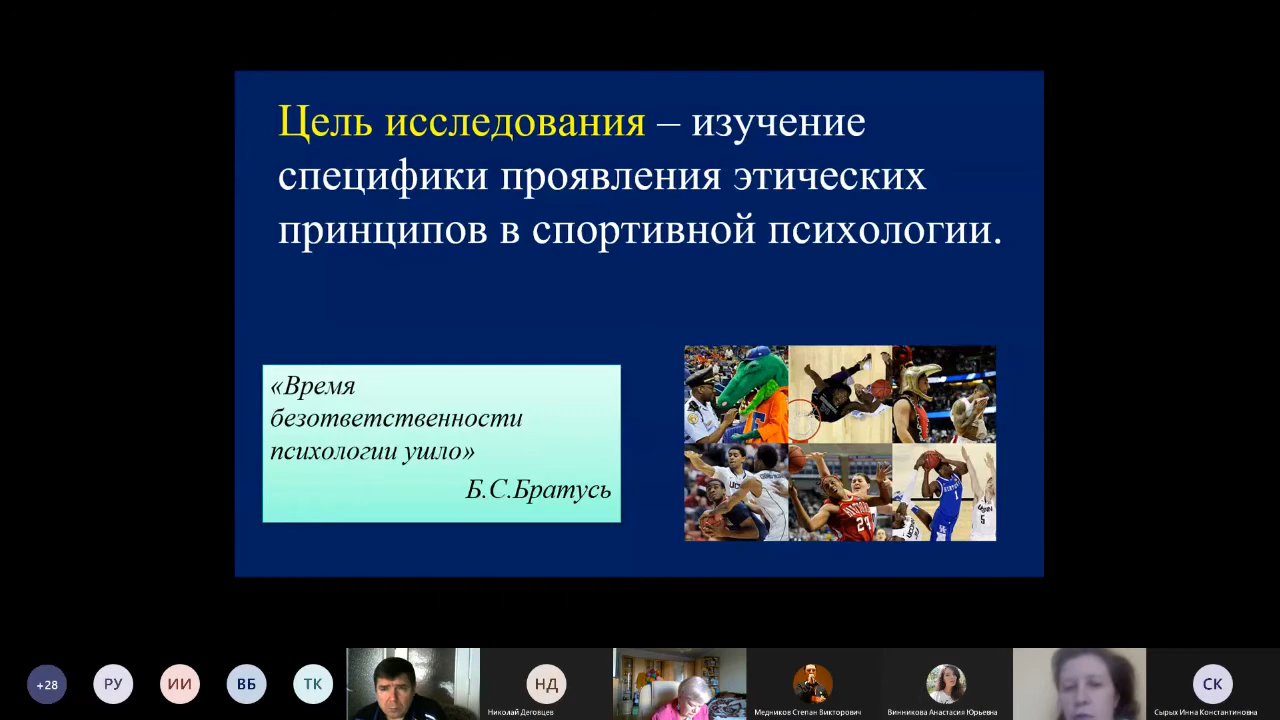 Цель исследования – изучение
специфики проявления этических
принципов в спортивной психологии.
«Время
безответственности
психологии ушло»
Б.С.Братусь
+28
РУ
ИИ
ВБ
ТК
НД
Николай Деговцев
Медников Степан Викторович
Винникова Анастасия Юрьевна
СК
Сырых Инна Константиновна